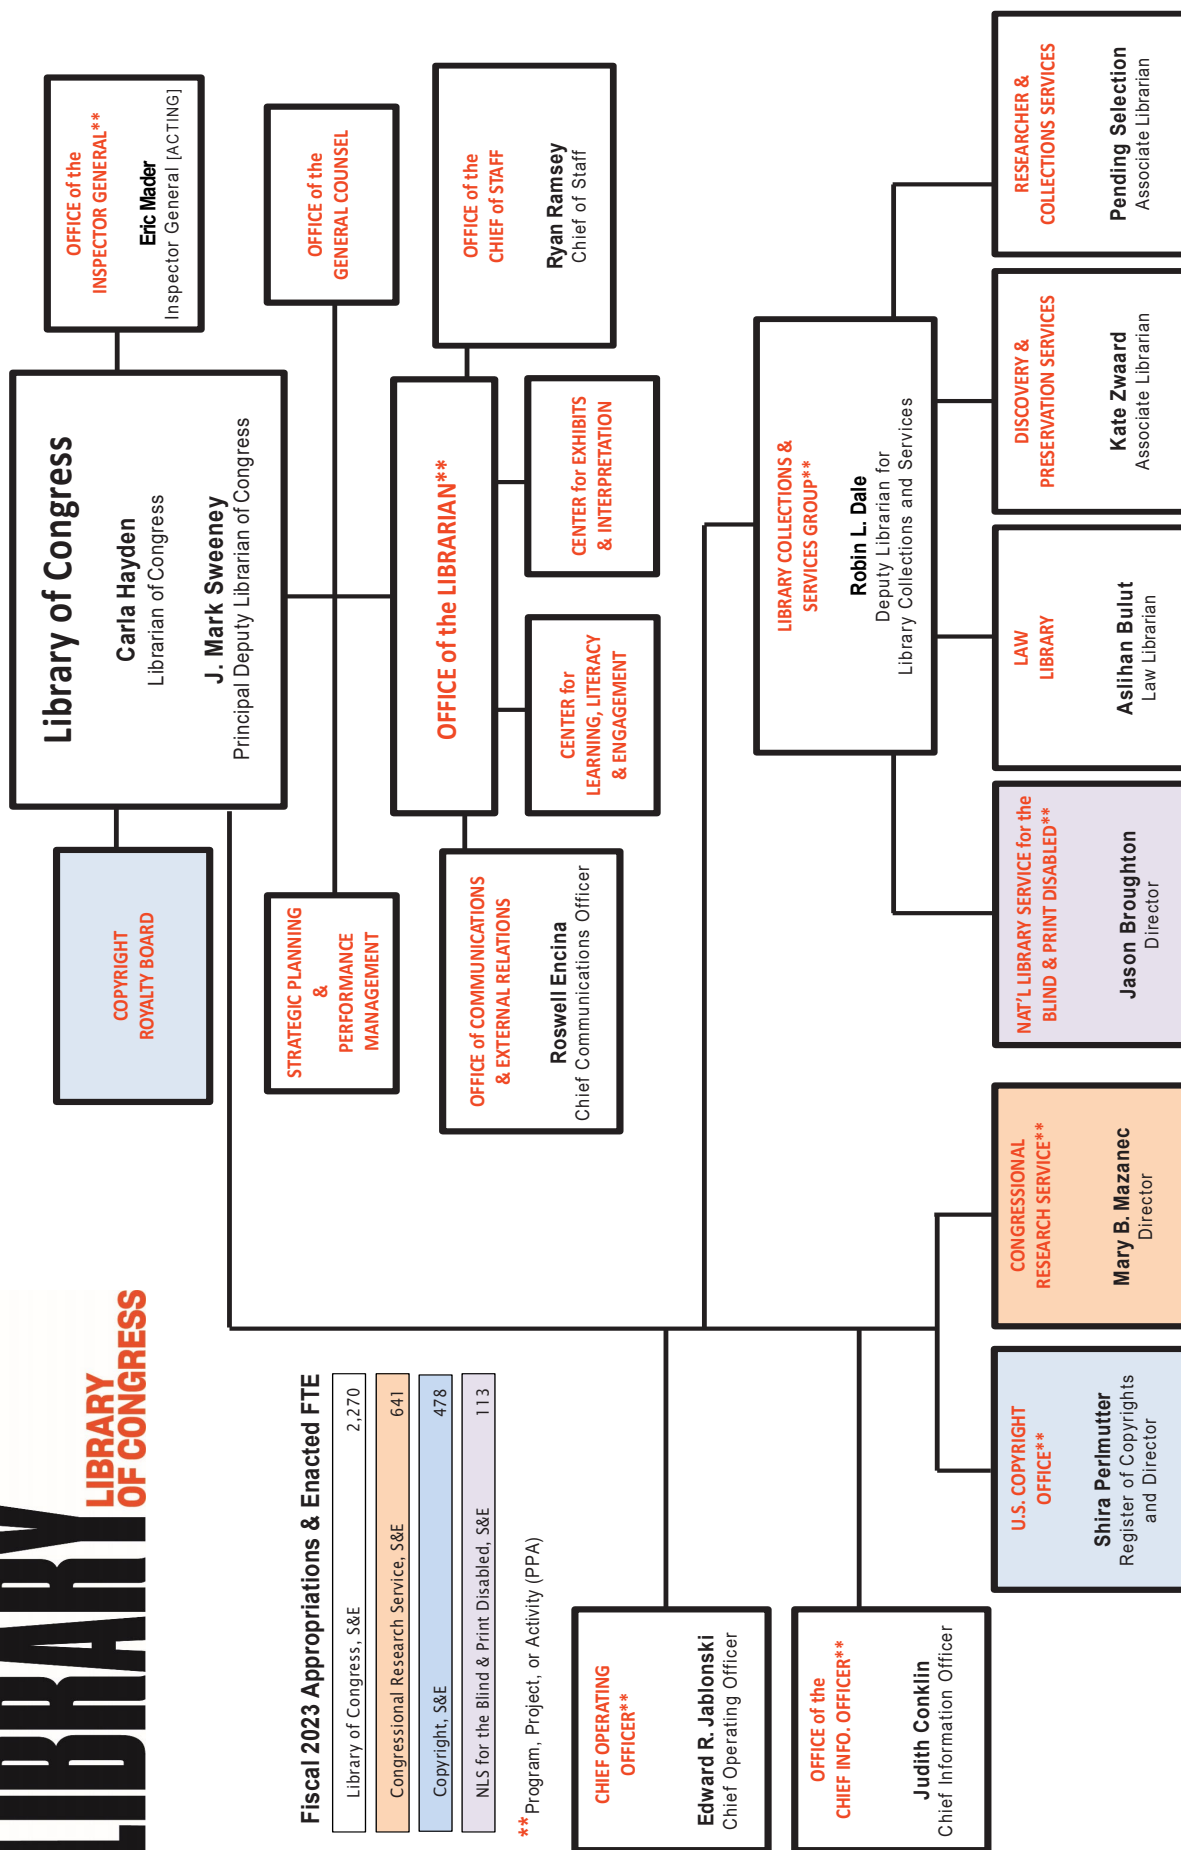 LIBRARY
LIBRARY
OF CONGRESS
Library of Congress
Carla Hayden
Librarian of Congress
J. Mark Sweeney
Principal Deputy Librarian of Congress
COPYRIGHT
ROYALTY BOARD
OFFICE of the
INSPECTOR GENERAL**
Eric Mader
Inspector General [ACTING]
STRATEGIC PLANNING
&
PERFORMANCE
MANAGEMENT
OFFICE of the
GENERAL COUNSEL
OFFICE of the LIBRARIAN**
OFFICE of COMMUNICATIONS
& EXTERNAL RELATIONS
Roswell Encina
Chief Communications Officer
OFFICE of the
CHIEF of STAFF
Ryan Ramsey
Chief of Staff
CENTER for
LEARNING, LITERACY
& ENGAGEMENT
CENTER for EXHIBITS
& INTERPRETATION
Fiscal 2023 Appropriations & Enacted FTE
Library of Congress, S&E 2,270
Congressional Research Service, S&E 641
Copyright, S&E 478
NLS for the Blind & Print Disabled, S&E 113
**Program, Project, or Activity (PPA)
CHIEF OPERATING
OFFICER**
Edward R. Jablonski
Chief Operating Officer
OFFICE of the
CHIEF INFO. OFFICER**
Judith Conklin
Chief Information Officer
LIBRARY COLLECTIONS &
SERVICES GROUP**
Robin L. Dale
Deputy Librarian for
Library Collections and Services
U.S. COPYRIGHT
OFFICE**
Shira Perlmutter
Register of Copyrights
and Director
CONGRESSIONAL
RESEARCH SERVICE**
Mary B. Mazanec
Director
NAT'L LIBRARY SERVICE for the
BLIND & PRINT DISABLED**
Jason Broughton
Director
LAW
LIBRARY
Aslihan Bulut
Law Librarian
DISCOVERY &
PRESERVATION SERVICES
Kate Zwaard
Associate Librarian
RESEARCHER &
COLLECTIONS SERVICES
Pending Selection
Associate Librarian